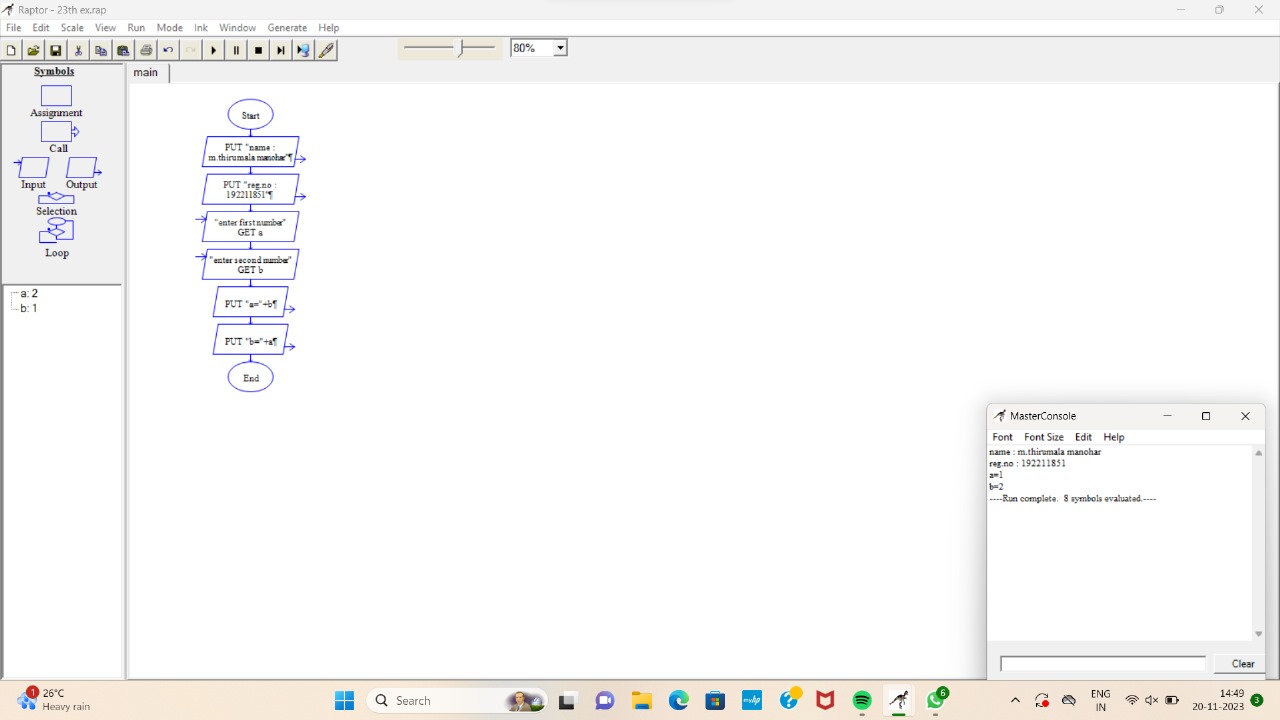 Raptor - 23th ex.rap
File Edit Scale View Run Mode Ink Window Generate Help
80%
Symbols
Assignment
Call
Input Output
Selection
Loop
a: 2
b: 1
main
Start
PUT "name :
m.thirumala manohar"¶
PUT "reg.no :
192211851"¶
"enter first number"
GET a
"enter second number"
GET b
PUT "a="+b¶
PUT "b="+a¶
End
MasterConsole
Font Font Size Edit Help
name : m.thirumala manohar
reg.no : 192211851
a=1
b=2
----Run complete. 8 symbols evaluated.----
Clear
1
26°C
Heavy rain
Search
myhp
6
ENG
IN
14:49
20-11-2023
3